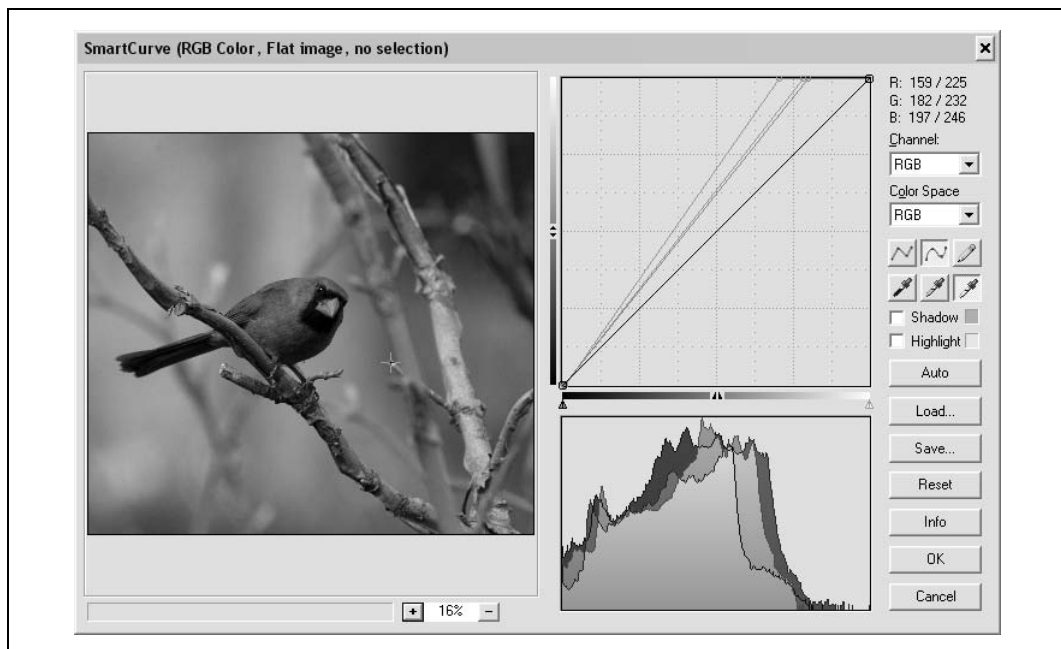 SmartCurve (RGB Color, Flat image, no selection)
R: 159 / 225
G: 182 / 232
B: 197 / 246
Channel:
RGB
Color Space
RGB
Shadow
Highlight
Auto
Load...
Save...
Reset
Info
OK
Cancel
+ 16% −